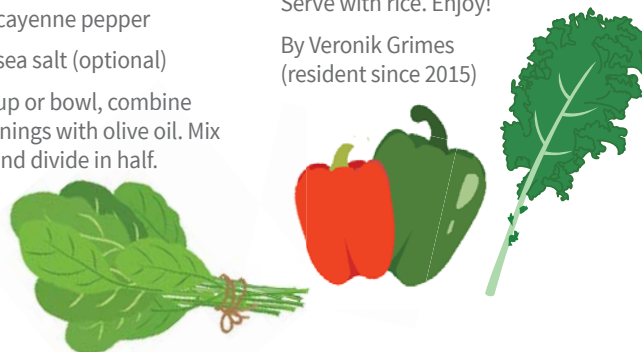 cayenne pepper
sea salt (optional)
up or bowl, combine
nings with olive oil. Mix
nd divide in half.
Serve with rice. Enjoy!
By Veronik Grimes
(resident since 2015)